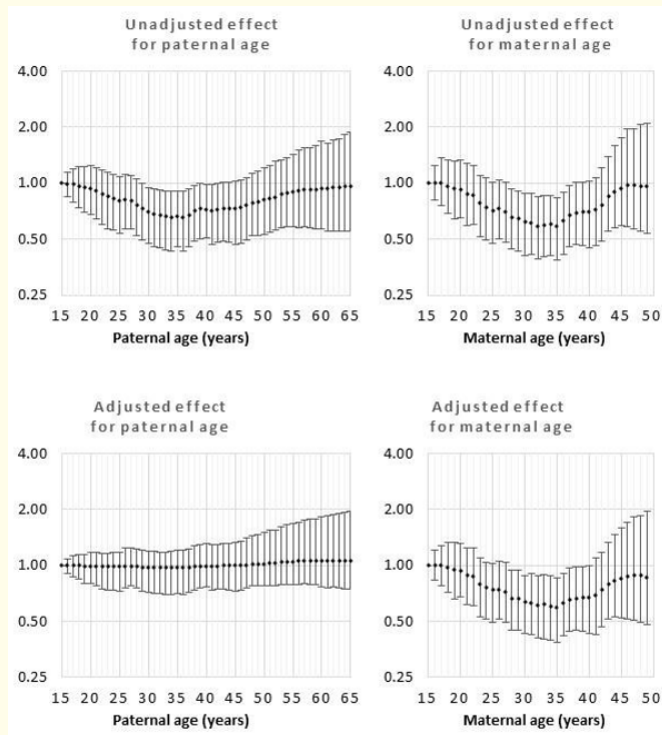 Unadjusted effect
for paternal age
4.00
2.00
1.00
0.50
0.25
15 20 25 30 35 40 45 50 55 60 65
Paternal age (years)
Unadjusted effect
for maternal age
4.00
2.00
1.00
0.50
0.25
15 20 25 30 35 40 45 50
Maternal age (years)
Adjusted effect
for paternal age
4.00
2.00
1.00
0.50
0.25
15 20 25 30 35 40 45 50 55 60 65
Paternal age (years)
Adjusted effect
for maternal age
4.00
2.00
1.00
0.50
0.25
15 20 25 30 35 40 45 50
Maternal age (years)